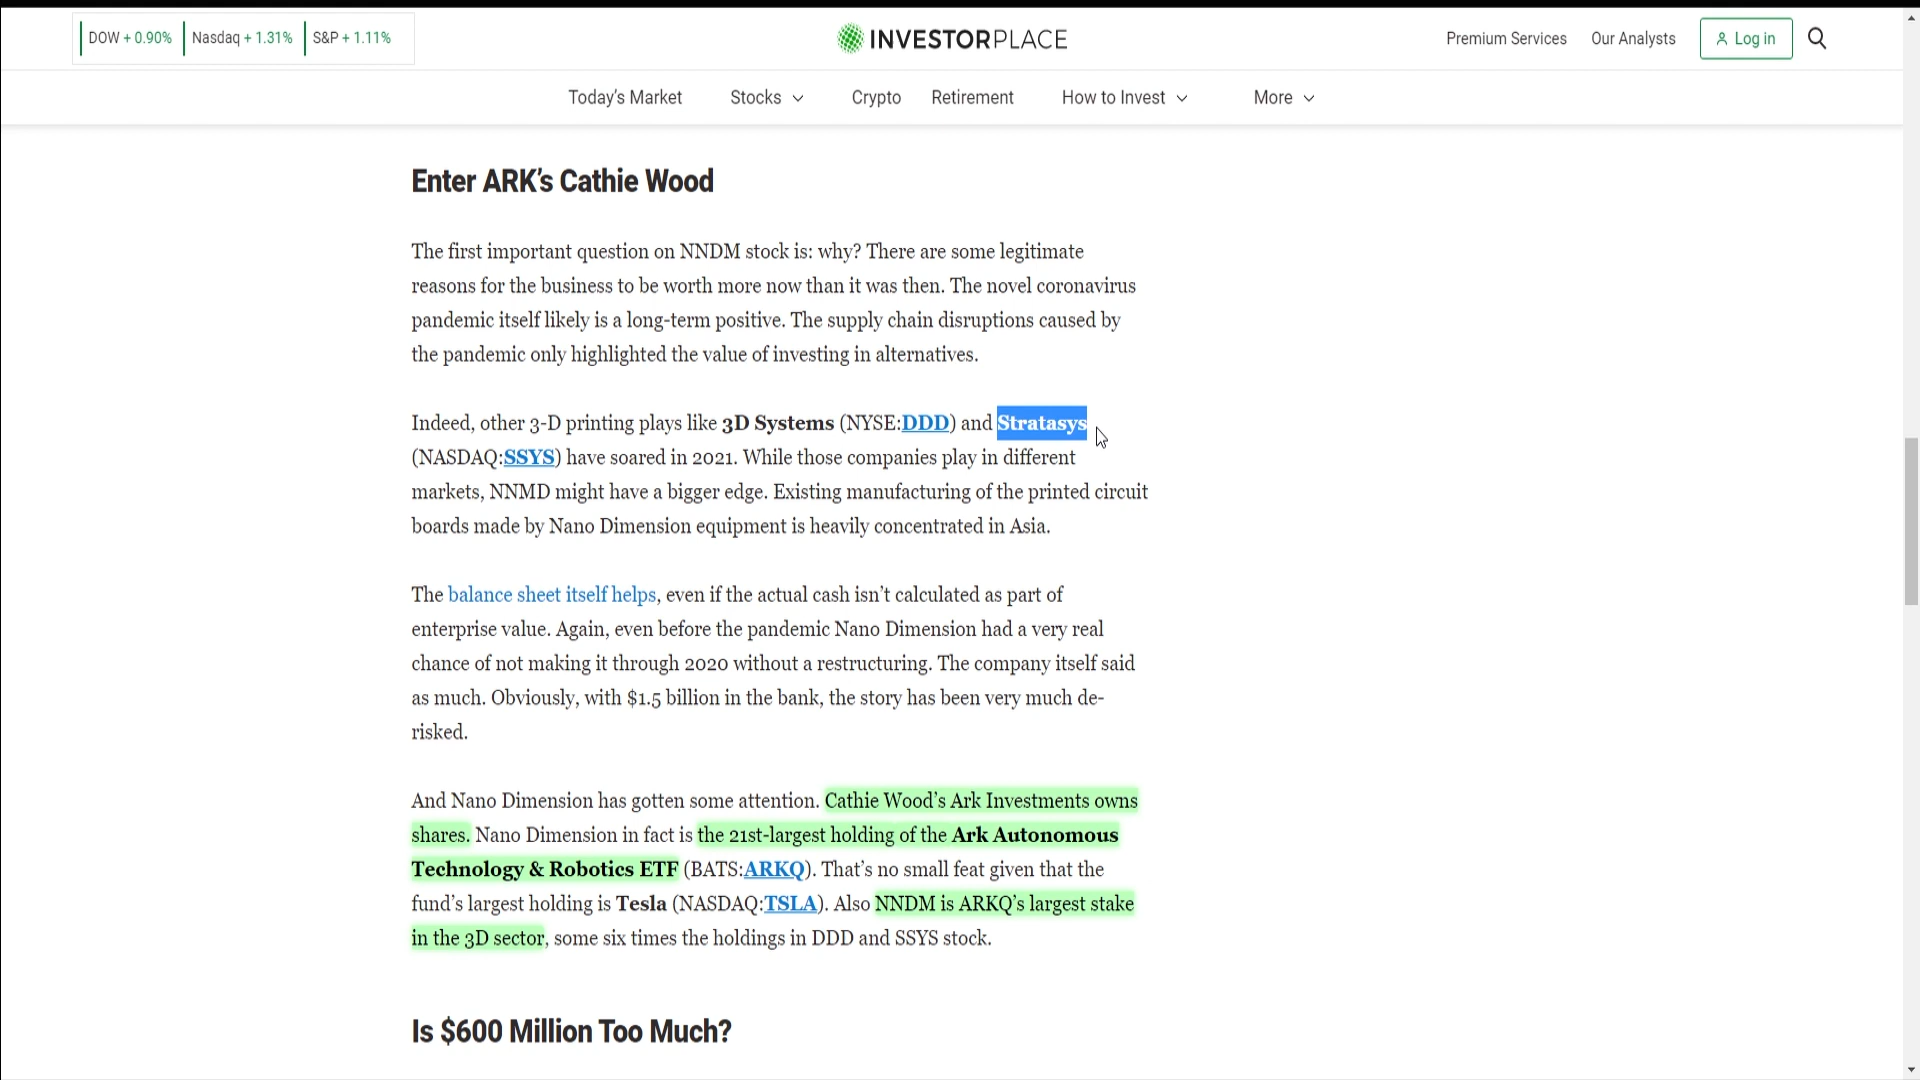 DOW + 0.90% Nasdaq + 1.31% S&P + 1.11%
INVESTORPLACE
Premium Services Our Analysts Log in
Today’s Market Stocks Crypto Retirement How to Invest More
Enter ARK’s Cathie Wood
The first important question on NNDM stock is: why? There are some legitimate
reasons for the business to be worth more now than it was then. The novel coronavirus
pandemic itself likely is a long-term positive. The supply chain disruptions caused by
the pandemic only highlighted the value of investing in alternatives.
Indeed, other 3-D printing plays like 3D Systems (NYSE:DDD) and Stratasys
(NASDAQ:SSYS) have soared in 2021. While those companies play in different
markets, NNMD might have a bigger edge. Existing manufacturing of the printed circuit
boards made by Nano Dimension equipment is heavily concentrated in Asia.
The balance sheet itself helps, even if the actual cash isn’t calculated as part of
enterprise value. Again, even before the pandemic Nano Dimension had a very real
chance of not making it through 2020 without a restructuring. The company itself said
as much. Obviously, with $1.5 billion in the bank, the story has been very much de-
risked.
And Nano Dimension has gotten some attention. Cathie Wood’s Ark Investments owns
shares. Nano Dimension in fact is the 21st-largest holding of the Ark Autonomous
Technology & Robotics ETF (BATS:ARKQ). That’s no small feat given that the
fund’s largest holding is Tesla (NASDAQ:TSLA). Also NNDM is ARKQ’s largest stake
in the 3D sector, some six times the holdings in DDD and SSYS stock.
Is $600 Million Too Much?